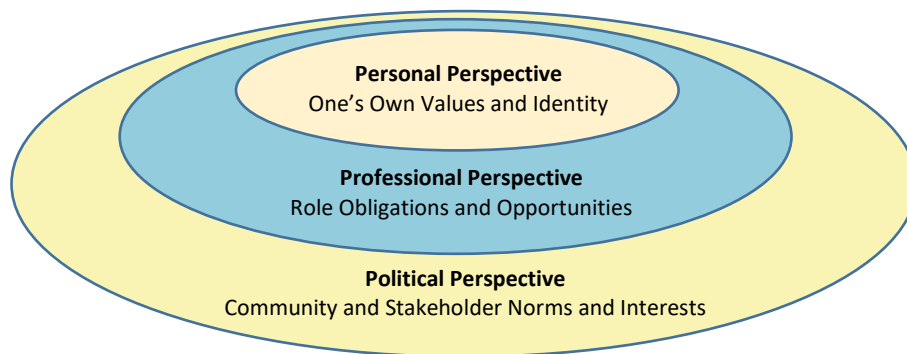 Personal Perspective
One’s Own Values and Identity
Professional Perspective
Role Obligations and Opportunities
Political Perspective
Community and Stakeholder Norms and Interests